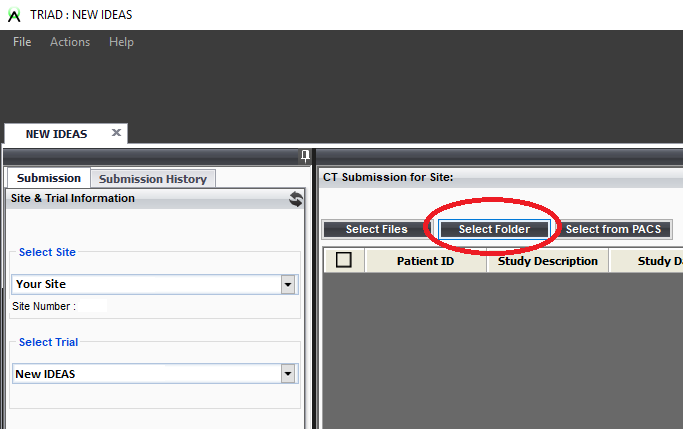 TRIAD : NEW IDEAS
File Actions Help
NEW IDEAS
Submission Submission History
Site & Trial Information
Select Site
Your Site
Site Number :
Select Trial
New IDEAS
CT Submission for Site:
Select Files Select Folder Select from PACS
Patient ID Study Description Study Da